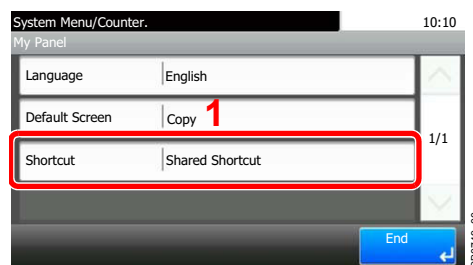 System Menu/Counter.
10:10
My Panel
Language English
Default Screen Copy 1
1/1
Shortcut Shared Shortcut
End